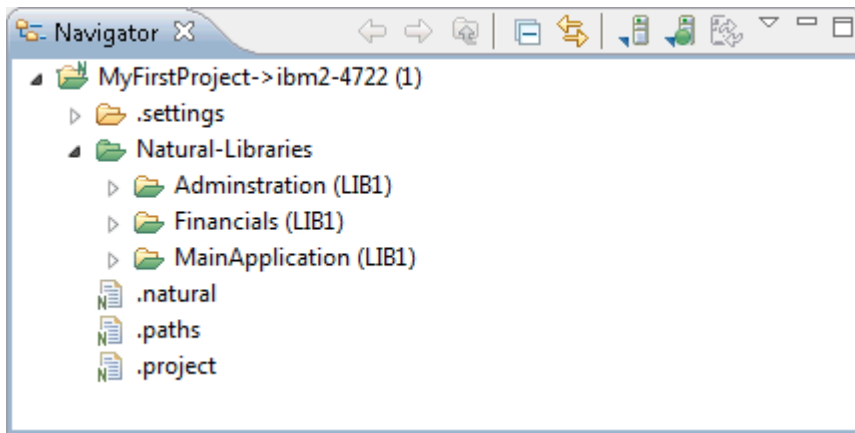 Navigator
MyFirstProject->ibm2-4722 (1)
.settings
Natural-Libraries
Adminstration (LIB1)
Financials (LIB1)
MainApplication (LIB1)
.natural
.paths
.project